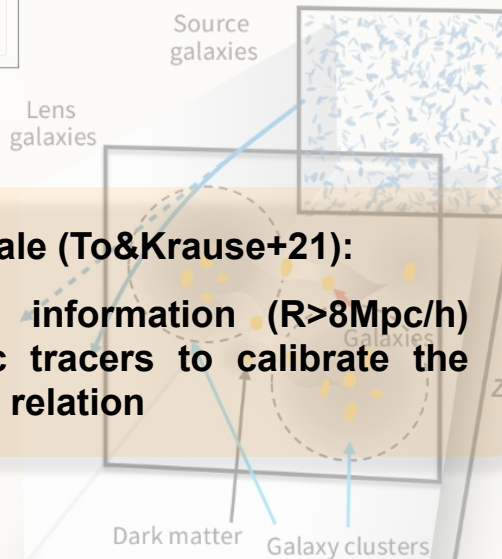 Source
galaxies
Lens
galaxies
ale (To&Krause+21):
information (R>8Mpc/h)
Galaxies
c tracers to calibrate the
relation
Dark matter
Galaxy clusters